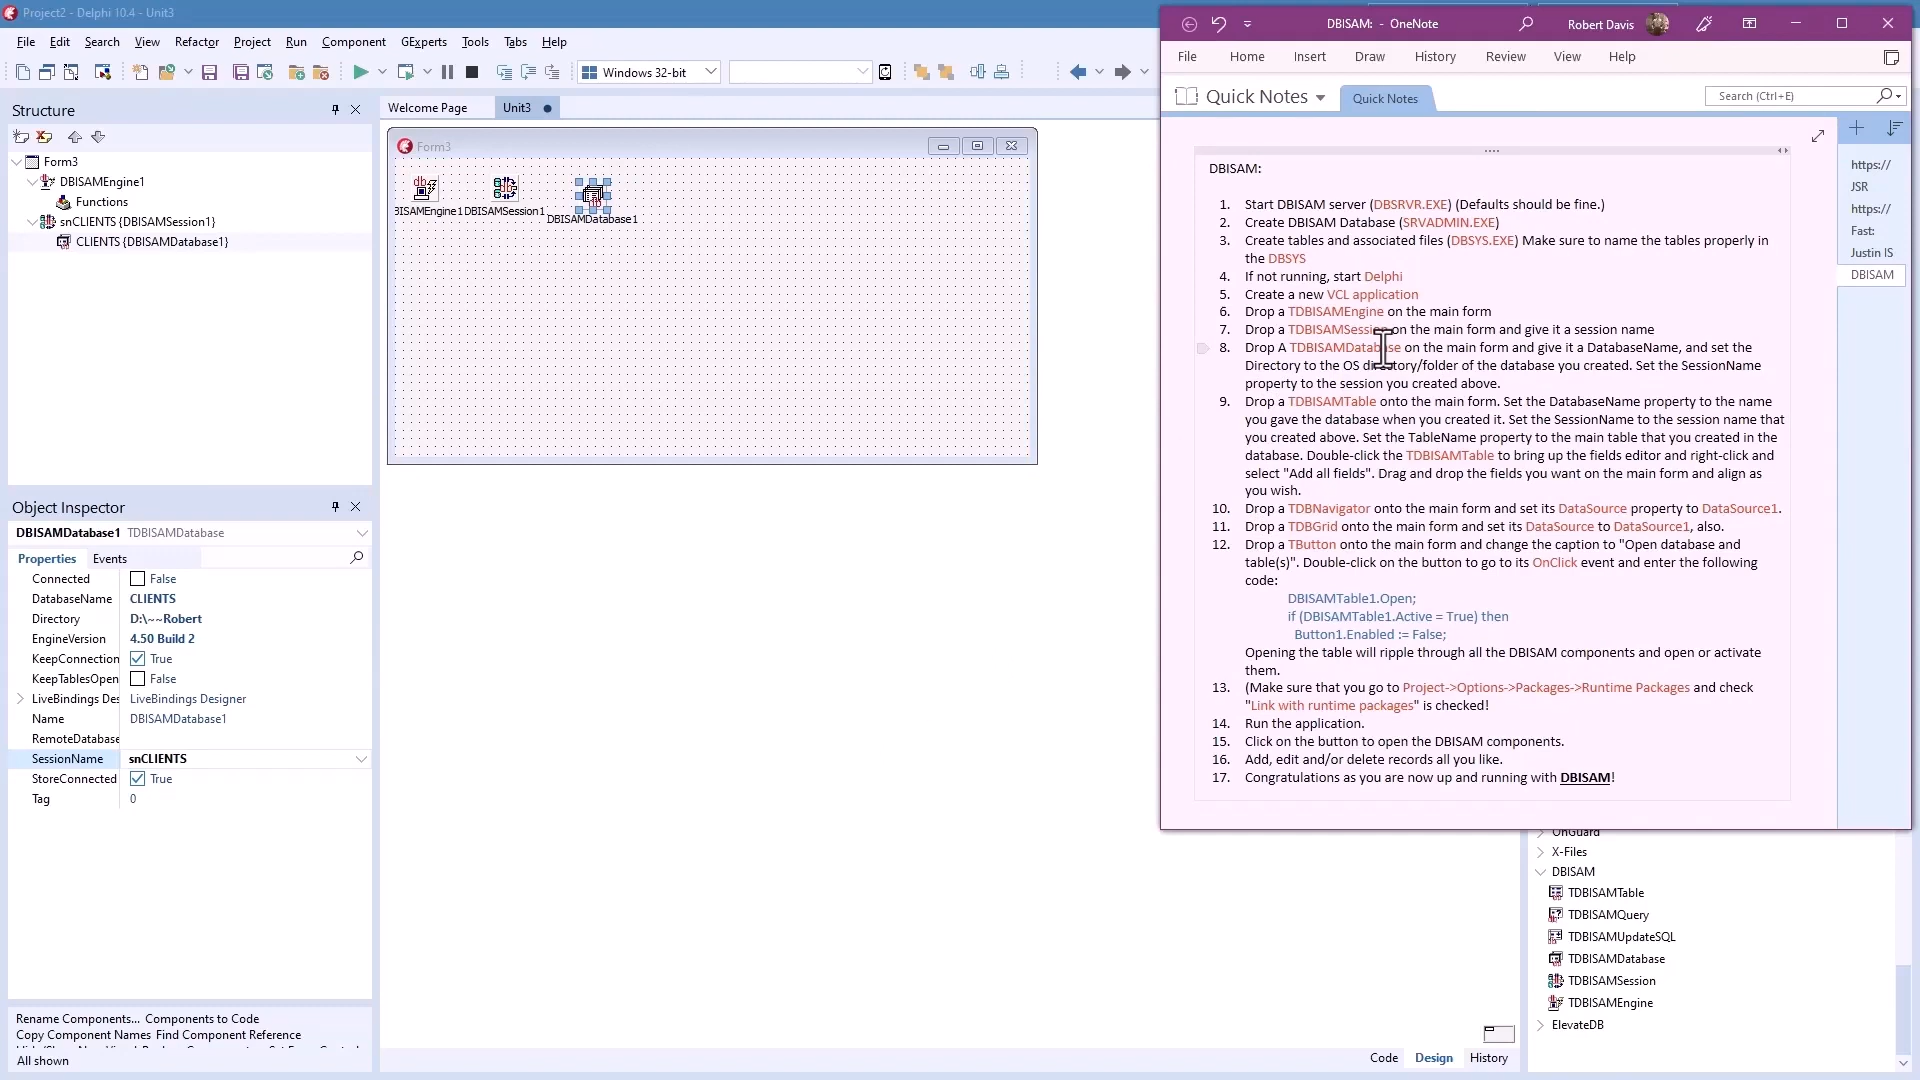 Project2 - Delphi 10.4 - Unit3
File Edit Search View Refactor Project Run Component GExperts Tools Tabs Help
Windows 32-bit
Structure
Form3
DBISAMEngine1
Functions
snCLIENTS {DBISAMSession1}
CLIENTS {DBISAMDatabase1}
Object Inspector
DBISAMDatabase1 TDBISAMDatabase
Properties Events
Connected False
DatabaseName CLIENTS
Directory D:\~~Robert
EngineVersion 4.50 Build 2
KeepConnection True
KeepTablesOpen False
LiveBindings Des LiveBindings Designer
Name DBISAMDatabase1
RemoteDatabase
SessionName snCLIENTS
StoreConnected True
Tag 0
Rename Components... Components to Code
Copy Component Names Find Component Reference
All shown
Welcome Page Unit3
Form3
BISAMEngine1 DBISAMSession1 DBISAMDatabase1
Code Design History
DBISAM: - OneNote
Robert Davis
File Home Insert Draw History Review View Help
Quick Notes Quick Notes
Search (Ctrl+E)
DBISAM:
1. Start DBISAM server (DBSRVR.EXE) (Defaults should be fine.)
2. Create DBISAM Database (SRVADMIN.EXE)
3. Create tables and associated files (DBSYS.EXE) Make sure to name the tables properly in
the DBSYS
4. If not running, start Delphi
5. Create a new VCL application
6. Drop a TDBISAMEngine on the main form
7. Drop a TDBISAMSession on the main form and give it a session name
8. Drop A TDBISAMDatabase on the main form and give it a DatabaseName, and set the
Directory to the OS directory/folder of the database you created. Set the SessionName
property to the session you created above.
9. Drop a TDBISAMTable onto the main form. Set the DatabaseName property to the name
you gave the database when you created it. Set the SessionName to the session name that
you created above. Set the TableName property to the main table that you created in the
database. Double-click the TDBISAMTable to bring up the fields editor and right-click and
select "Add all fields". Drag and drop the fields you want on the main form and align as
you wish.
10. Drop a TDBNavigator onto the main form and set its DataSource property to DataSource1.
11. Drop a TDBGrid onto the main form and set its DataSource to DataSource1, also.
12. Drop a TButton onto the main form and change the caption to "Open database and
table(s)". Double-click on the button to go to its OnClick event and enter the following
code:
DBISAMTable1.Open;
if (DBISAMTable1.Active = True) then
Button1.Enabled := False;
Opening the table will ripple through all the DBISAM components and open or activate
them.
13. (Make sure that you go to Project->Options->Packages->Runtime Packages and check
"Link with runtime packages" is checked!
14. Run the application.
15. Click on the button to open the DBISAM components.
16. Add, edit and/or delete records all you like.
17. Congratulations as you are now up and running with DBISAM!
https://
JSR
https://
Fast:
Justin IS
DBISAM
OnGuard
X-Files
DBISAM
TDBISAMTable
TDBISAMQuery
TDBISAMUpdateSQL
TDBISAMDatabase
TDBISAMSession
TDBISAMEngine
ElevateDB